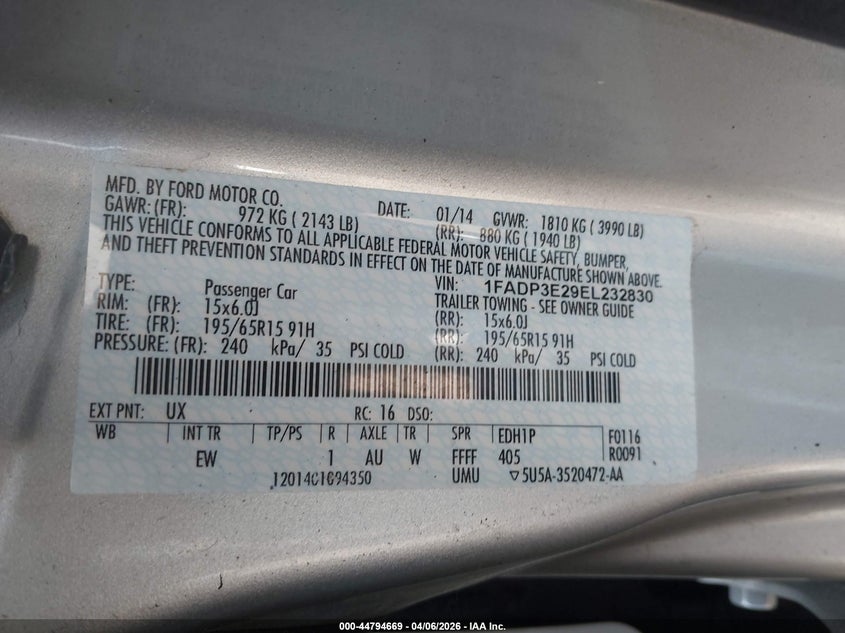 MFD. BY FORD MOTOR CO. DATE: 01/14 GVWR: 1810 KG ( 3990 LB)
GAWR: (FR): 972 KG ( 2143 LB) (RR): 880 KG ( 1940 LB)
THIS VEHICLE CONFORMS TO ALL APPLICABLE FEDERAL MOTOR VEHICLE SAFETY, BUMPER,
AND THEFT PREVENTION STANDARDS IN EFFECT ON THE DATE OF MANUFACTURE SHOWN ABOVE.
VIN: 1FADP3E29EL232830
TYPE: Passenger Car TRAILER TOWING - SEE OWNER GUIDE
RIM: (FR): 15x6.0J (RR): 15x6.0J
TIRE: (FR): 195/65R15 91H (RR): 195/65R15 91H
PRESSURE: (FR): 240 kPa/ 35 PSI COLD (RR): 240 kPa/ 35 PSI COLD
EXT PNT: UX RC: 16 DSO:
WB INT TR TP/PS R AXLE TR SPR EDH1P F0116
EW 1 AU W FFFF 405 R0091
UMU ▽5U5A-3520472-AA
000-44794669 - 04/06/2026 - IAA Inc.